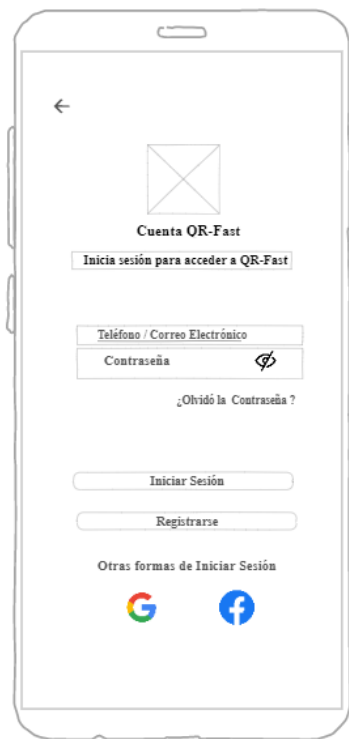 Cuenta QR-Fast
Inicia sesión para acceder a QR-Fast
Teléfono / Correo Electrónico
Contraseña
¿Olvidó la Contraseña ?
Iniciar Sesión
Registrarse
Otras formas de Iniciar Sesión